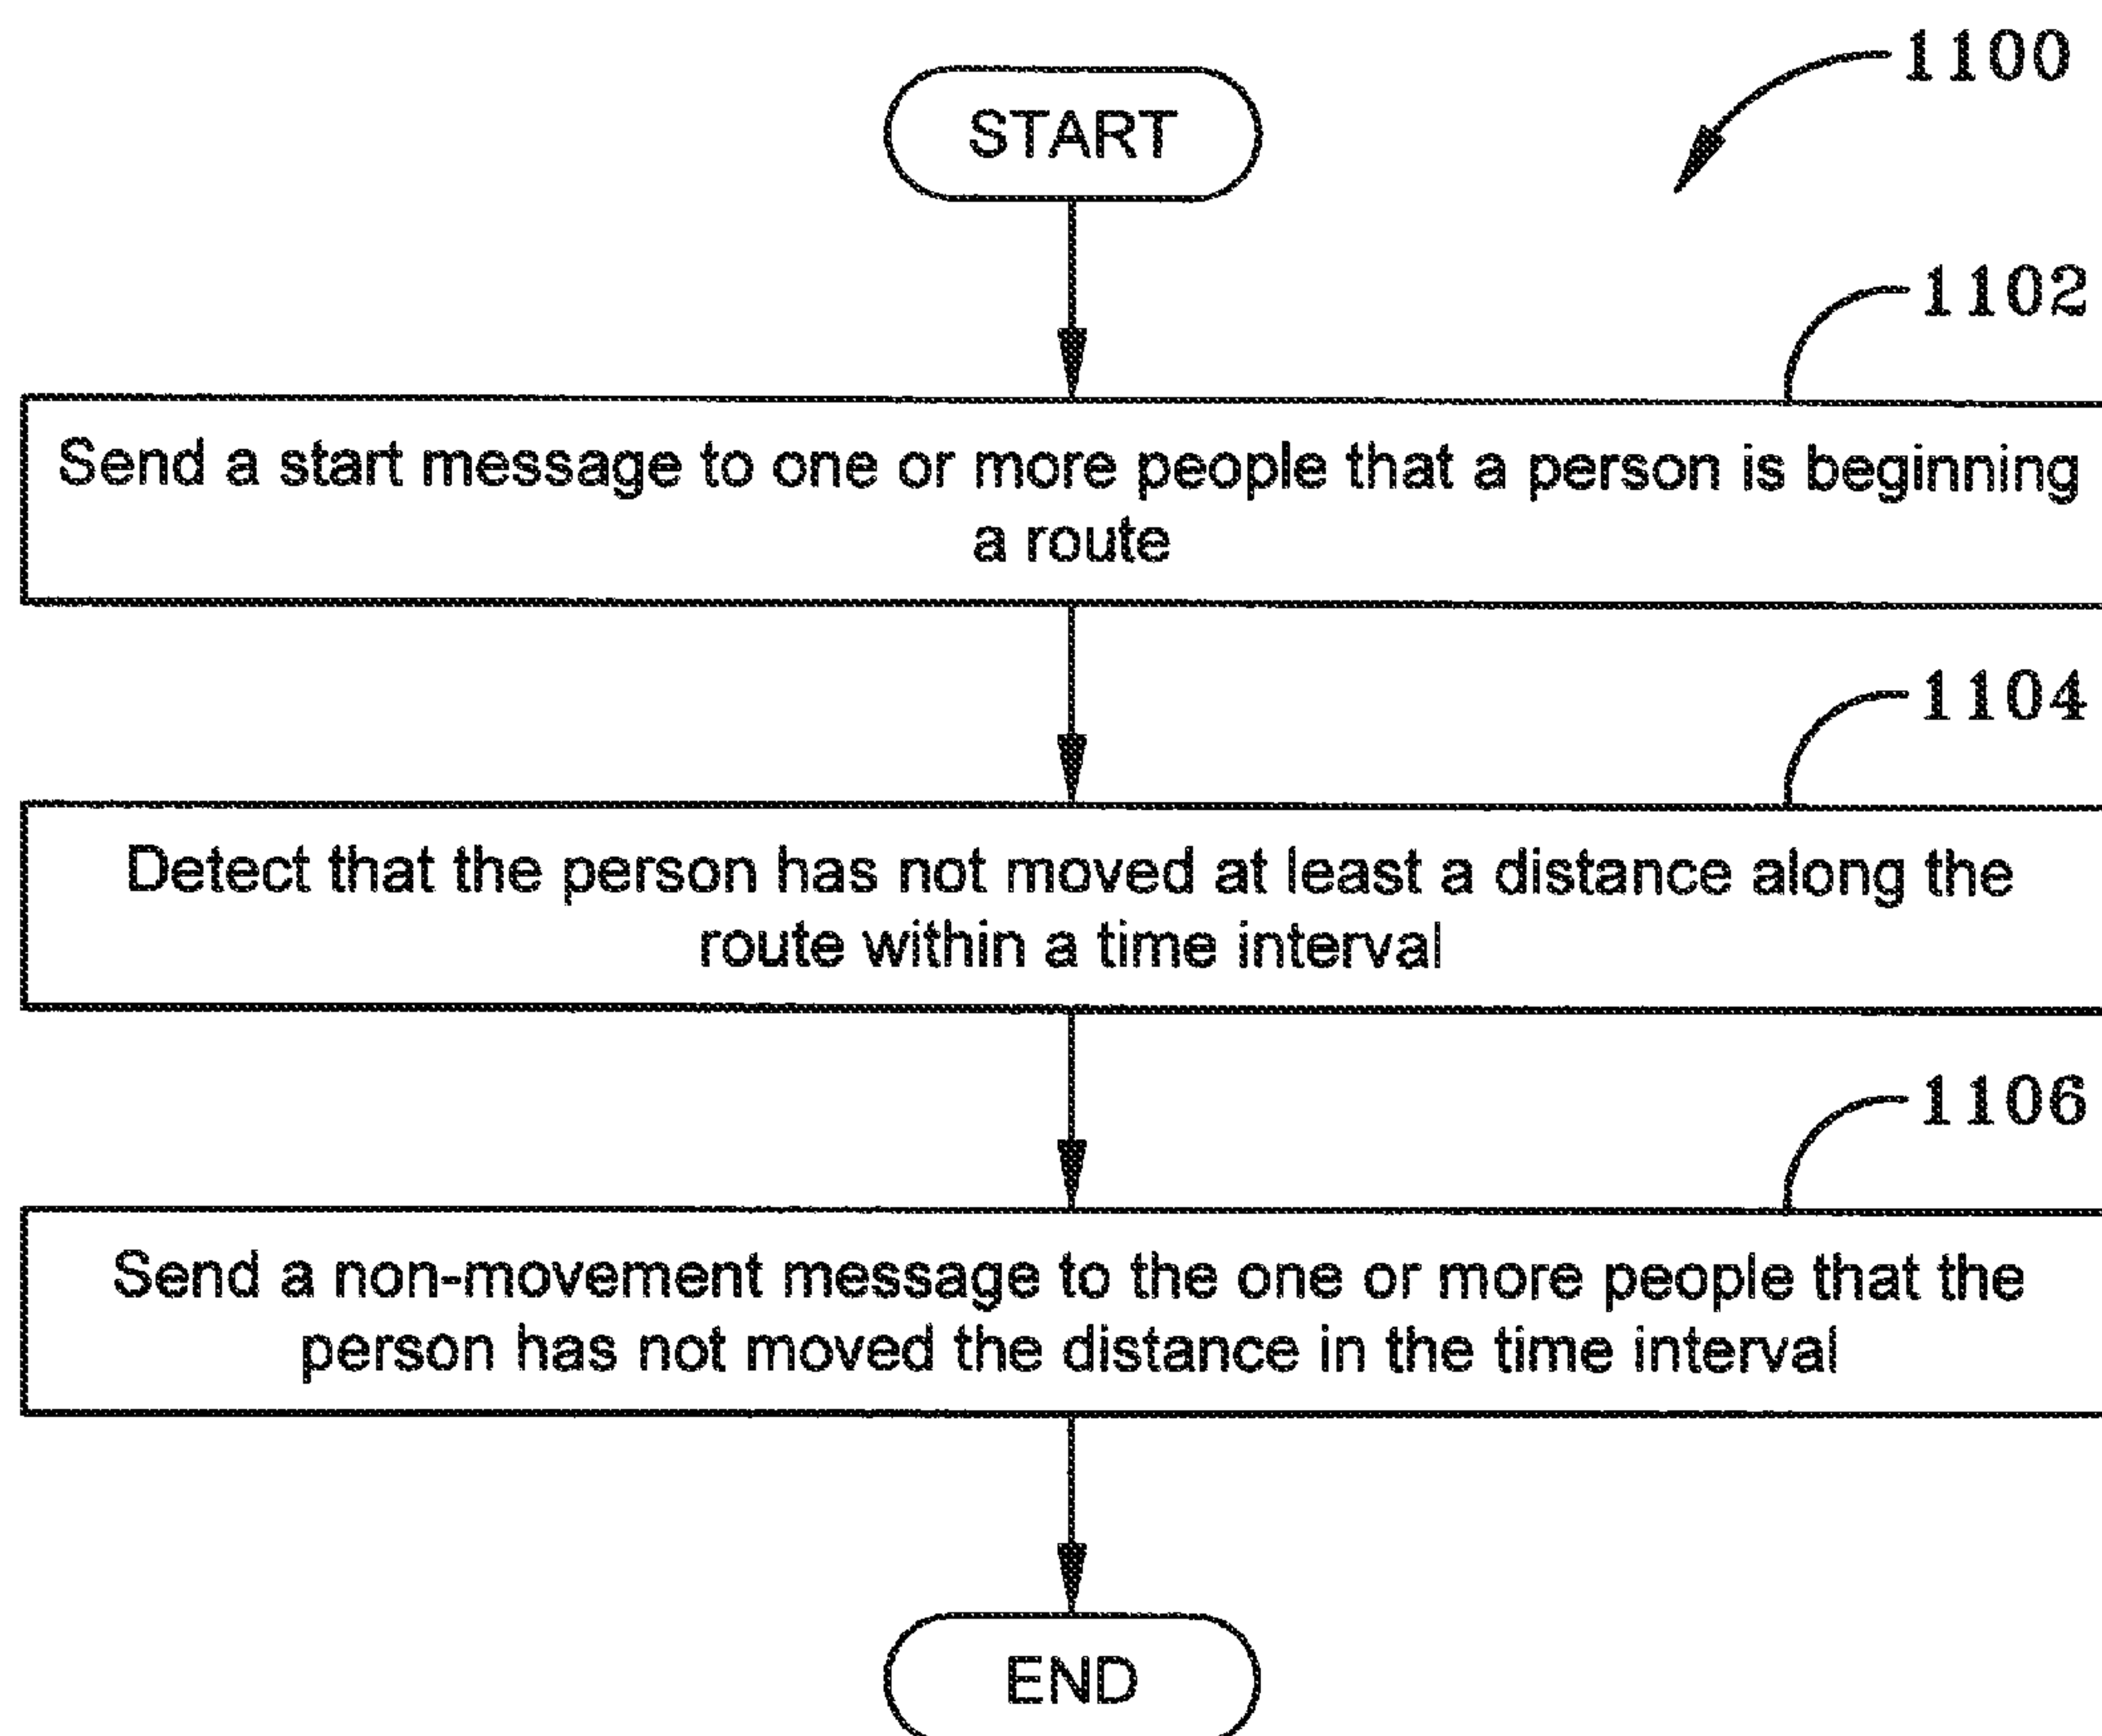 1100
START
1102
Send a start message to one or more people that a person is beginning
a route
1104
Detect that the person has not moved at least a distance along the
route within a time interval
1106
Send a non-movement message to the one or more people that the
person has not moved the distance in the time interval
END